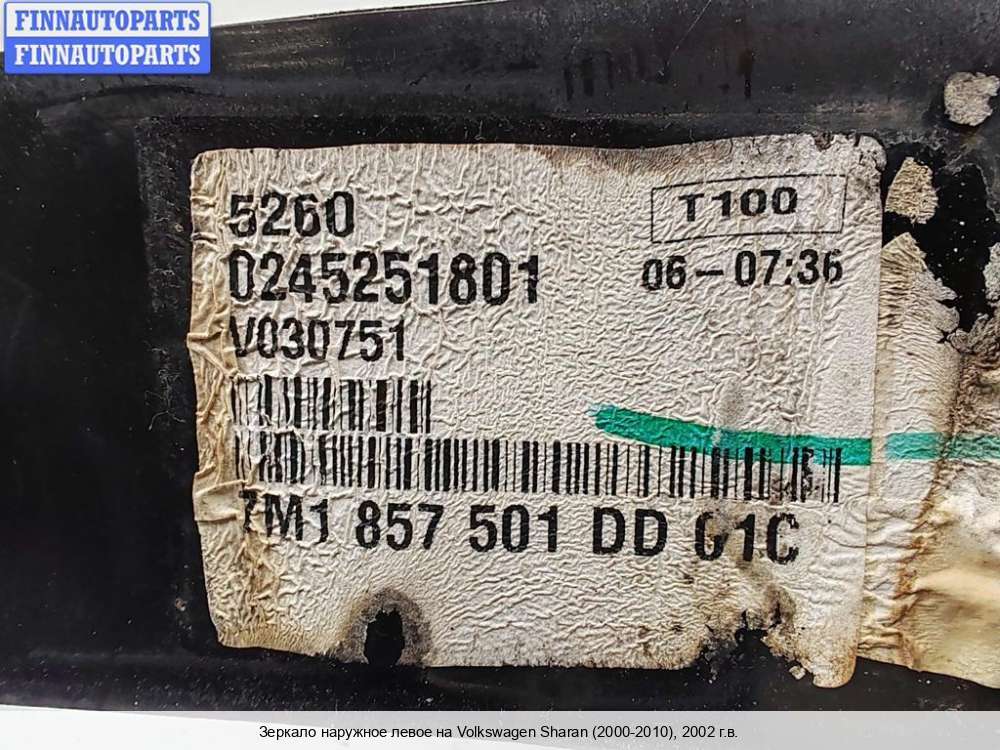 FINNAUTOPARTS
FINNAUTOPARTS
5260
T100
0245251801
06-07:36
V030751
7M1 857 501 DD G1C
Зеркало наружное левое на Volkswagen Sharan (2000-2010), 2002 г.в.